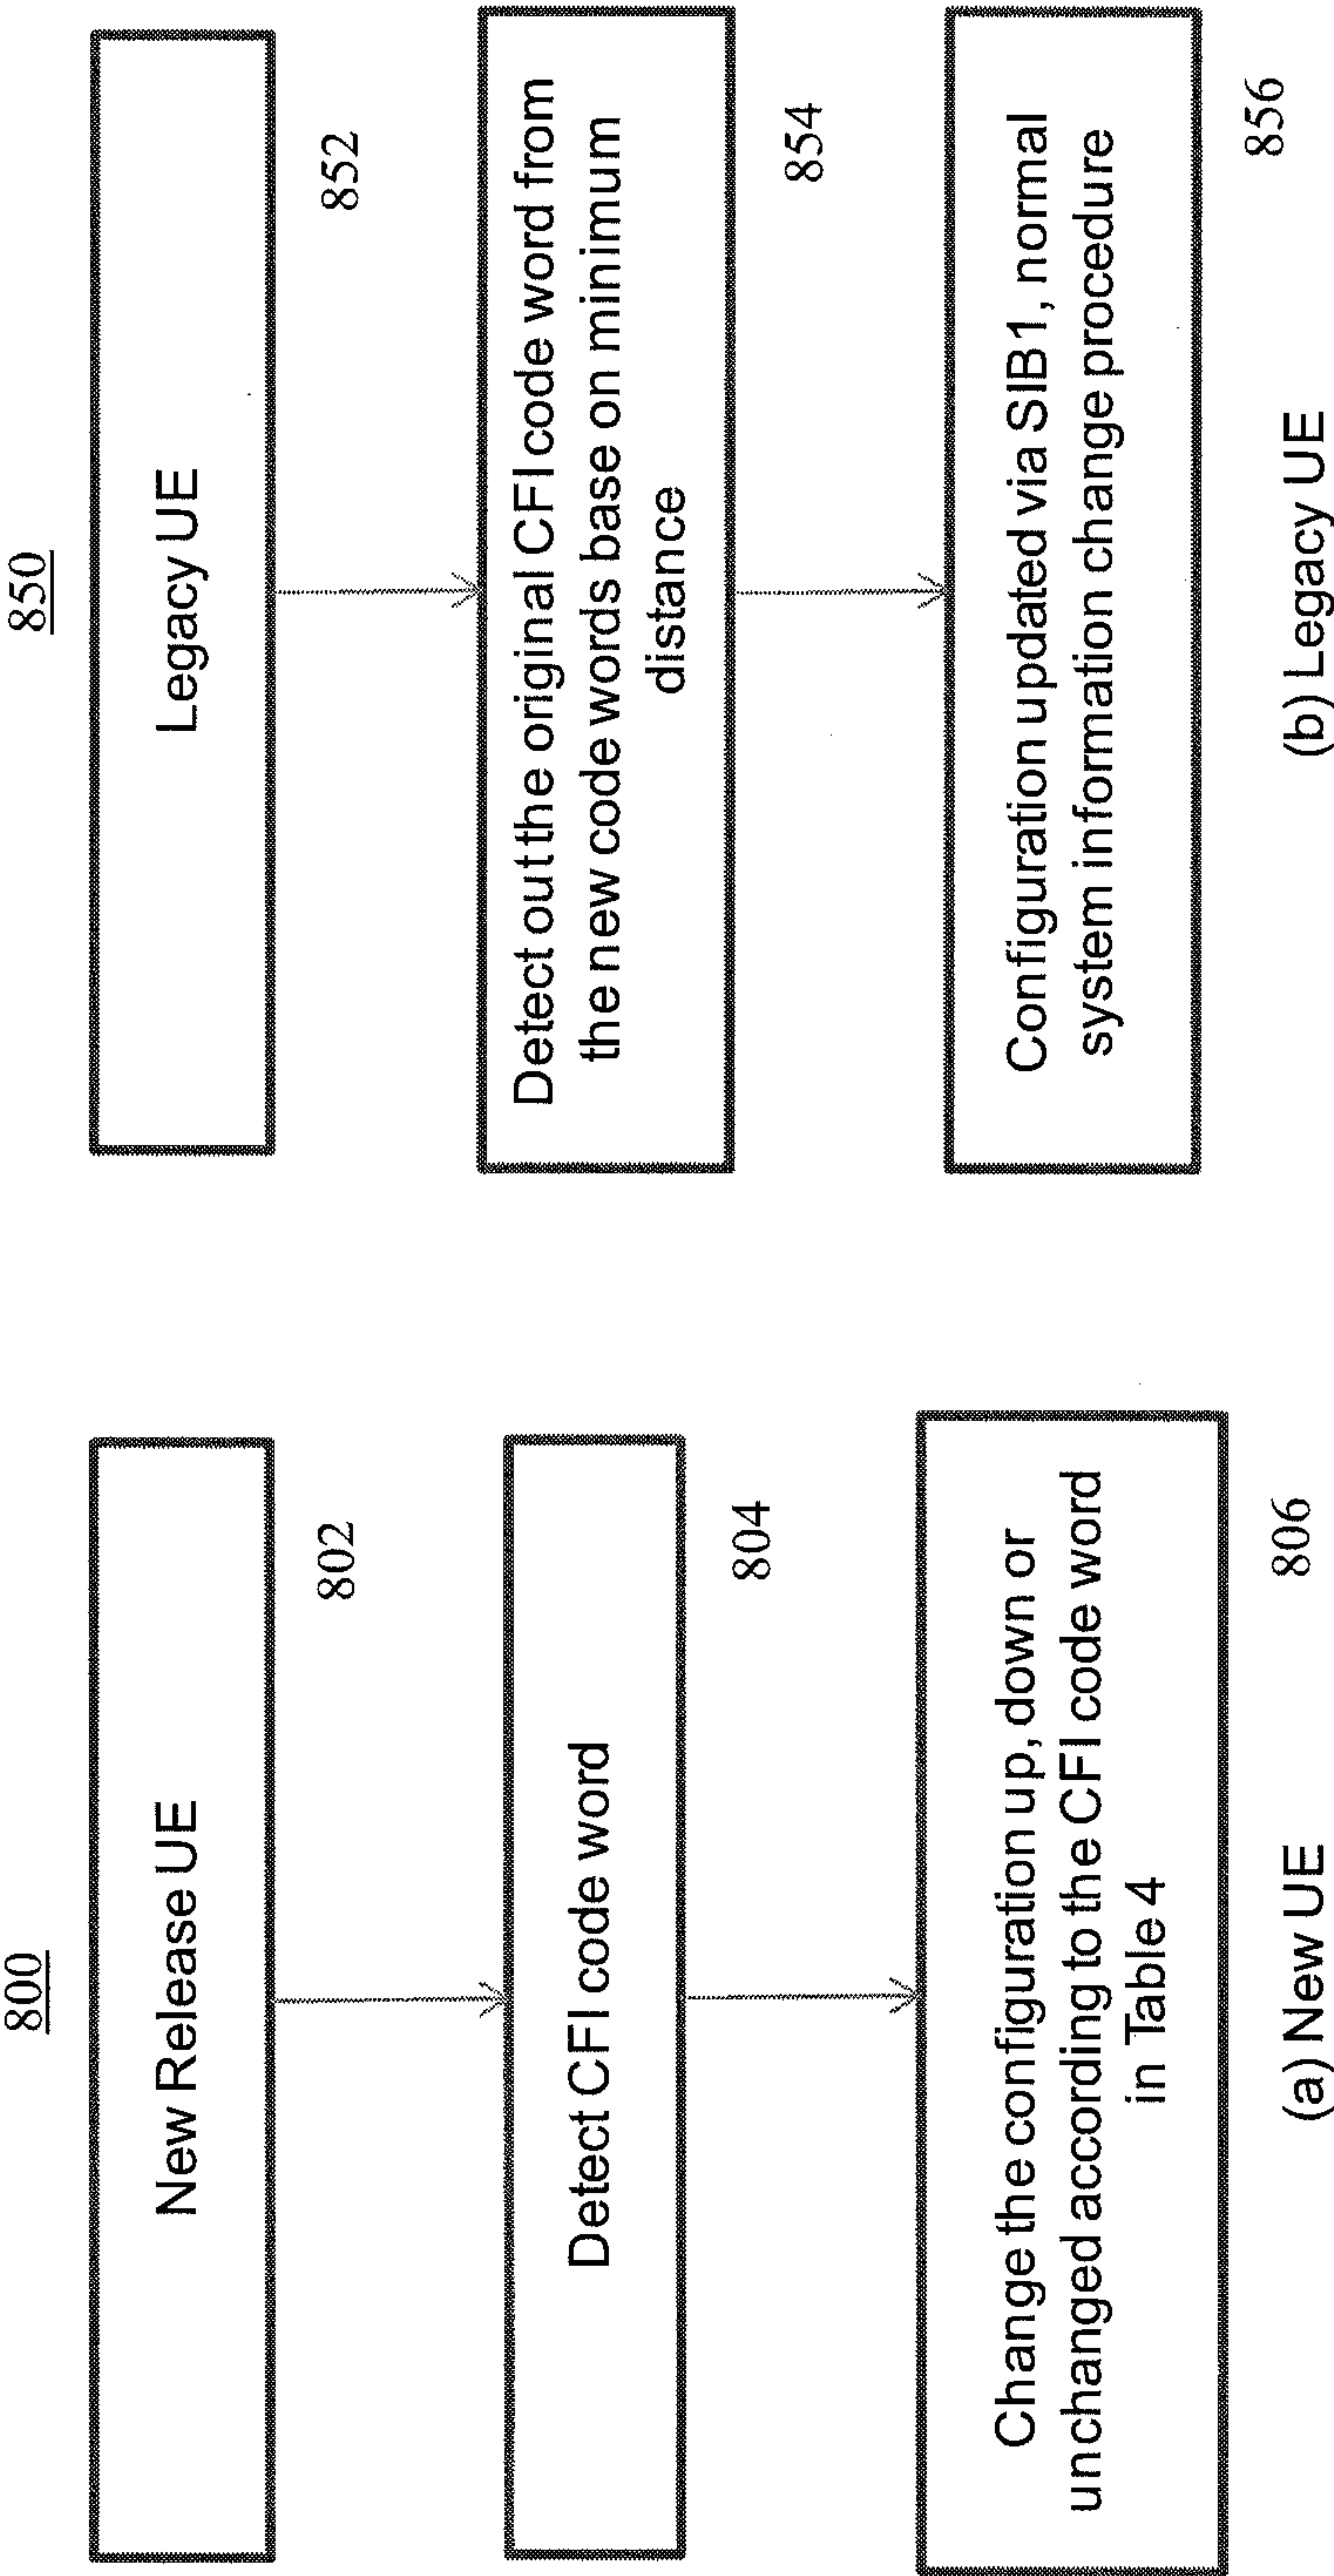 800
New Release UE
802
Detect CFI code word
804
Change the configuration up, down or
unchanged according to the CFI code word
in Table 4
806
(a) New UE
850
Legacy UE
852
Detect out the original CFI code word from
the new code words base on minimum
distance
854
Configuration updated via SIB1, normal
system information change procedure
856
(b) Legacy UE